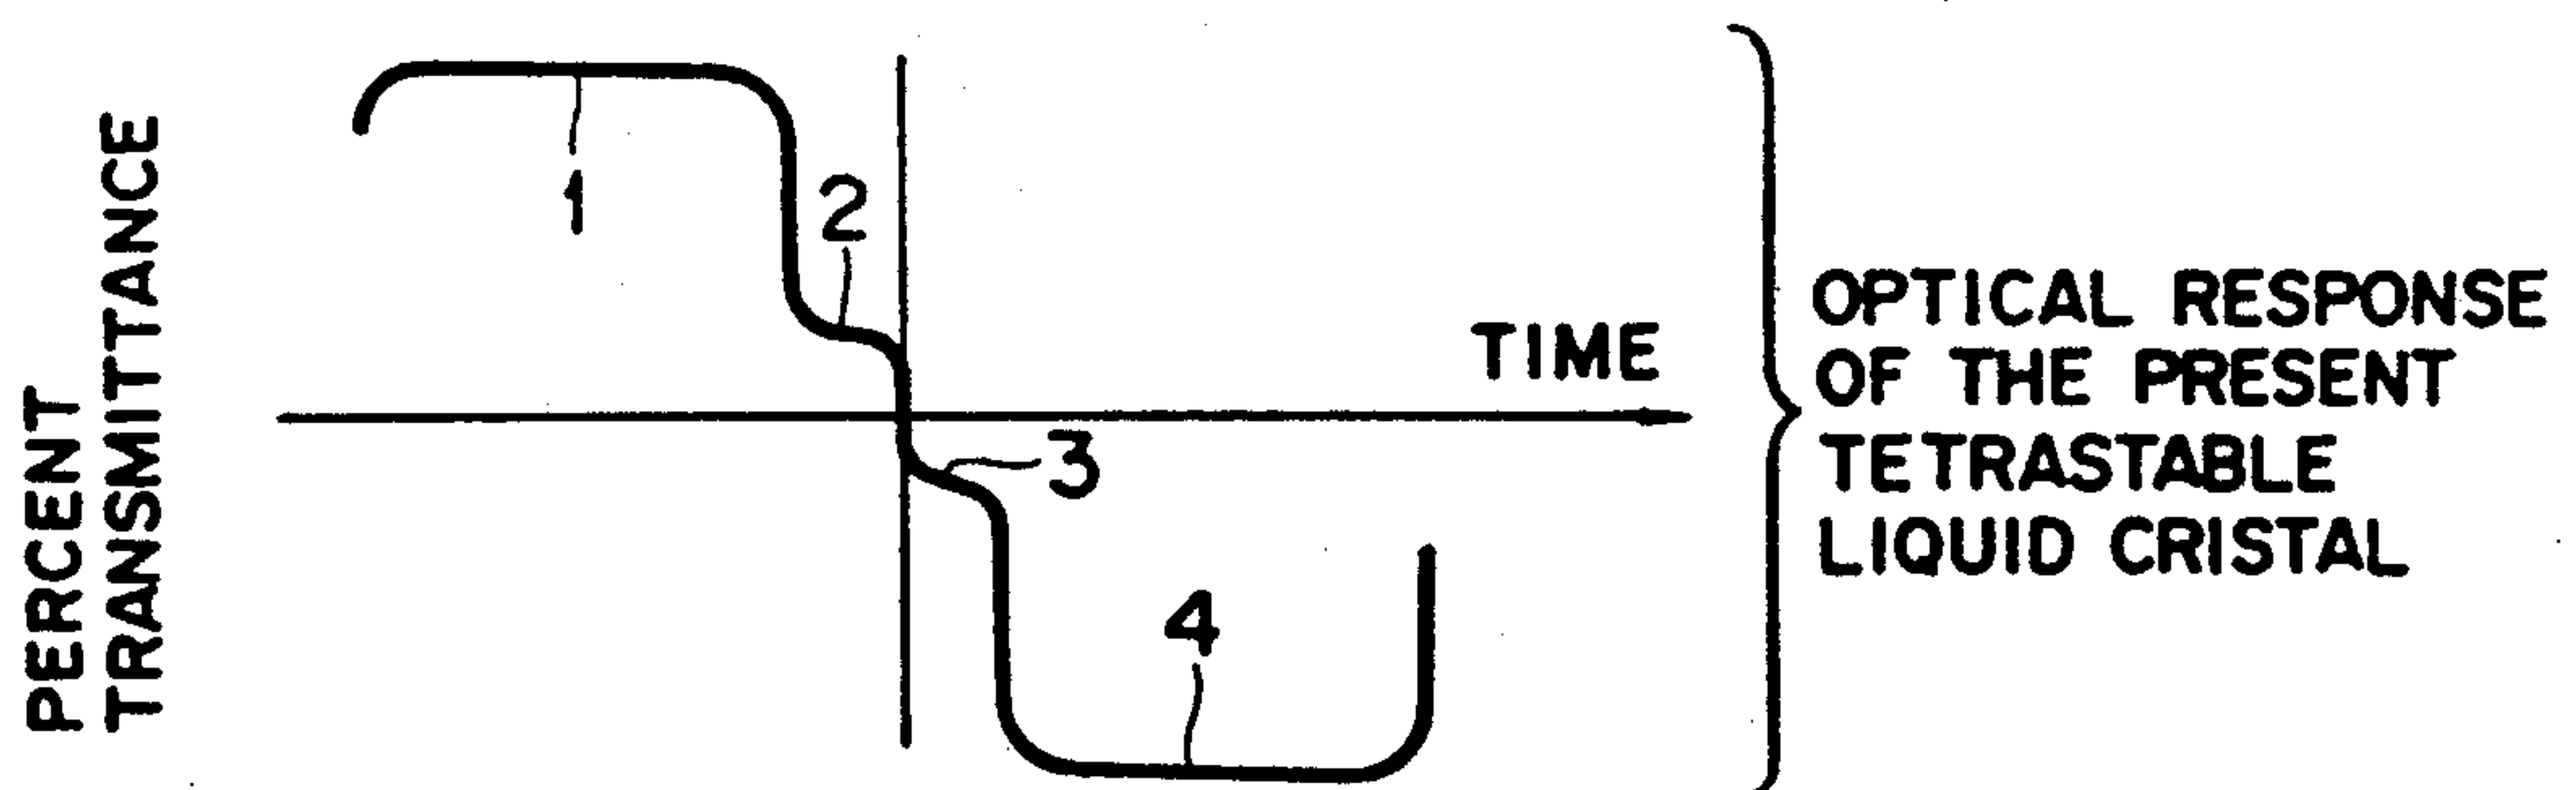 PERCENT
TRANSMITTANCE
1
2
3
4
TIME
OPTICAL RESPONSE
OF THE PRESENT
TETRASTABLE
LIQUID CRISTAL